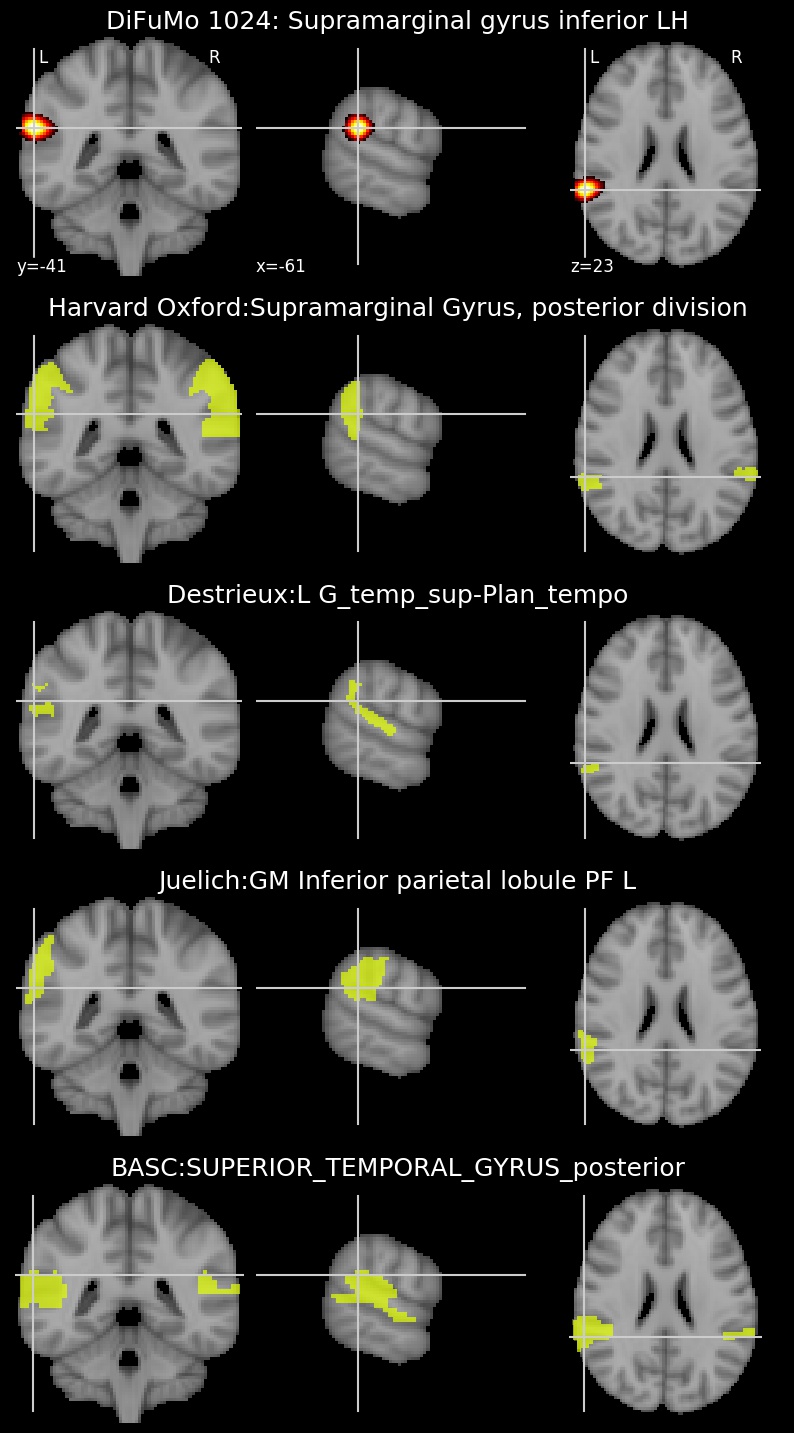 DiFuMo 1024: Supramarginal gyrus inferior LH
L R L R
y=-41 x=-61 z=23
Harvard Oxford:Supramarginal Gyrus, posterior division
Destrieux:L G_temp_sup-Plan_tempo
Juelich:GM Inferior parietal lobule PF L
BASC:SUPERIOR_TEMPORAL_GYRUS_posterior